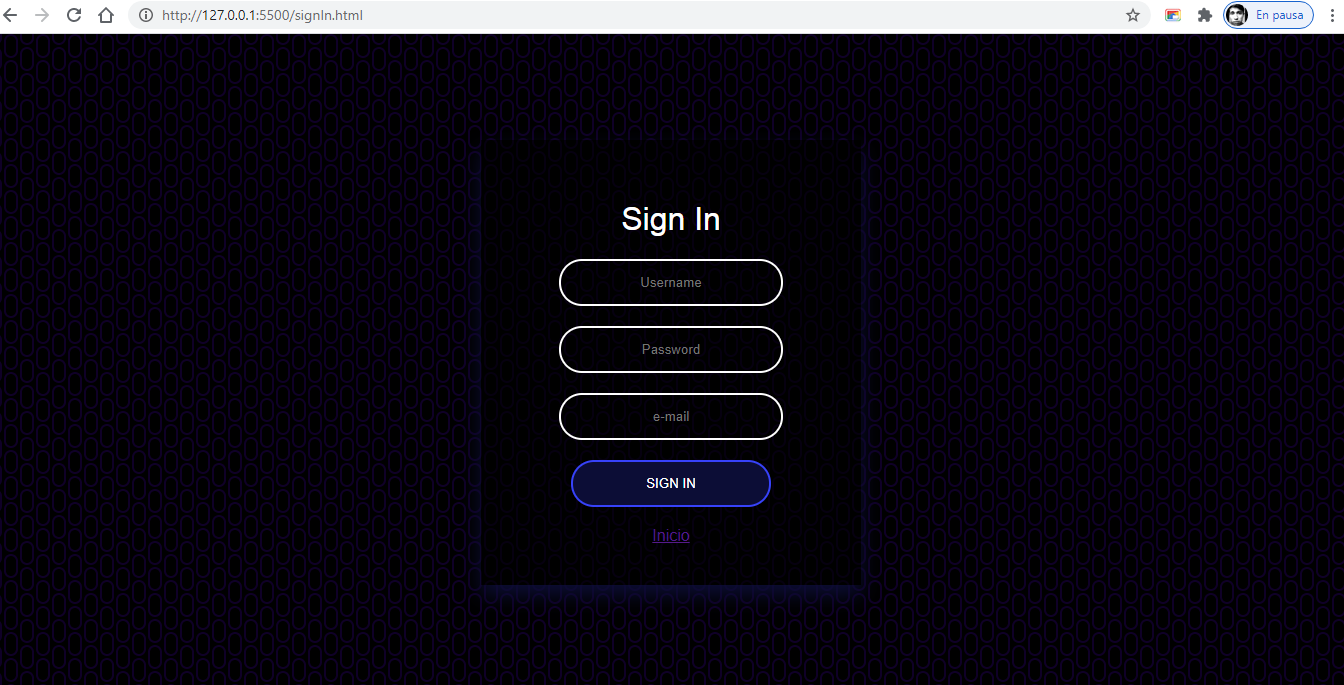 http://127.0.0.1:5500/signIn.html
En pausa
Sign In
Username
Password
e-mail
SIGN IN
Inicio